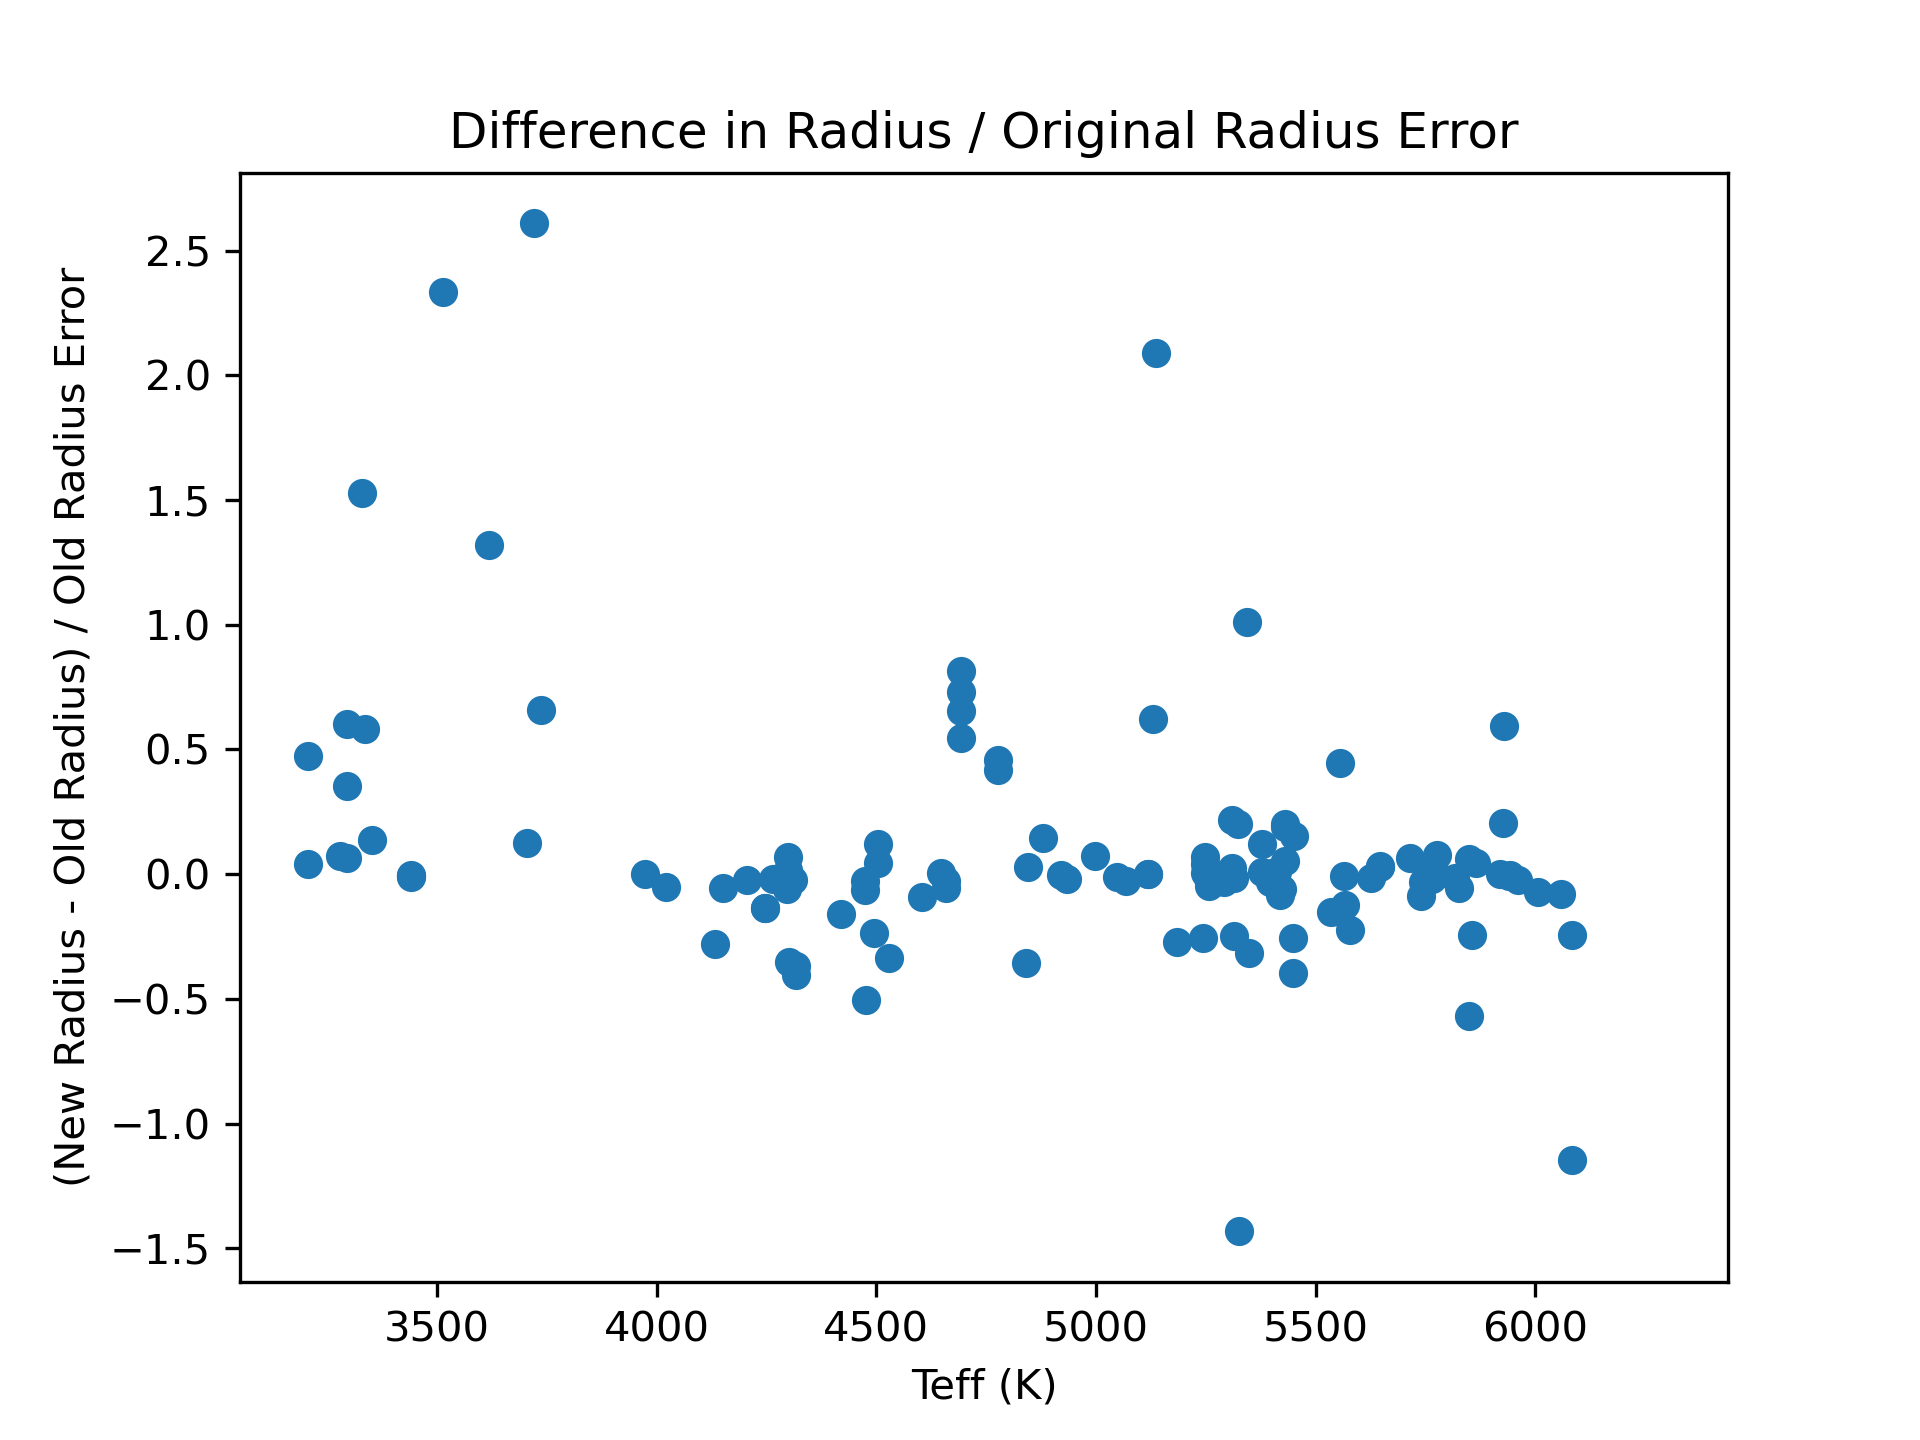 Difference in Radius / Original Radius Error
(New Radius - Old Radius) / Old Radius Error
2.5
2.0
1.5
1.0
0.5
0.0
−0.5
−1.0
−1.5
3500 4000 4500 5000 5500 6000
Teff (K)